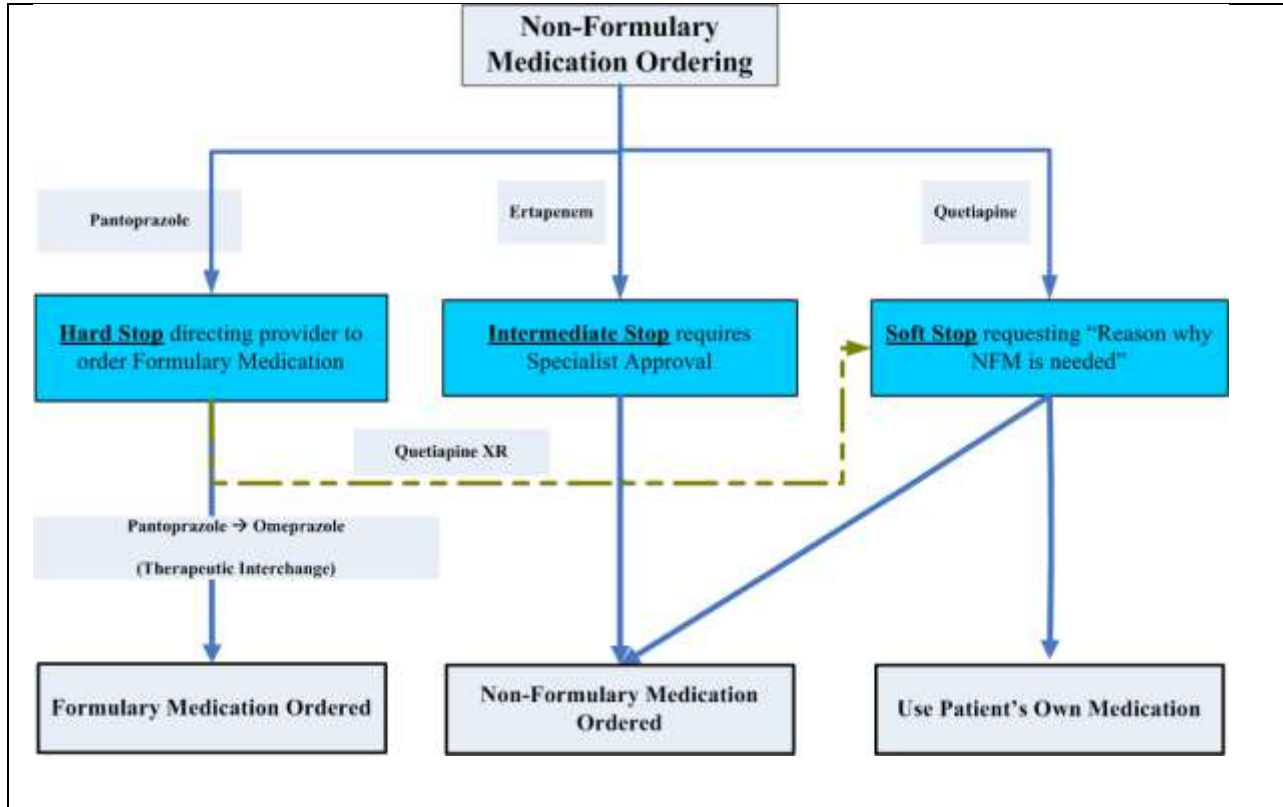 Non-Formulary
Medication Ordering
Pantoprazole
Ertapenem
Quetiapine
Hard Stop directing provider to
order Formulary Medication
Intermediate Stop requires
Specialist Approval
Soft Stop requesting “Reason why
NFM is needed”
Quetiapine XR
Pantoprazole → Omeprazole
(Therapeutic Interchange)
Formulary Medication Ordered
Non-Formulary Medication
Ordered
Use Patient’s Own Medication